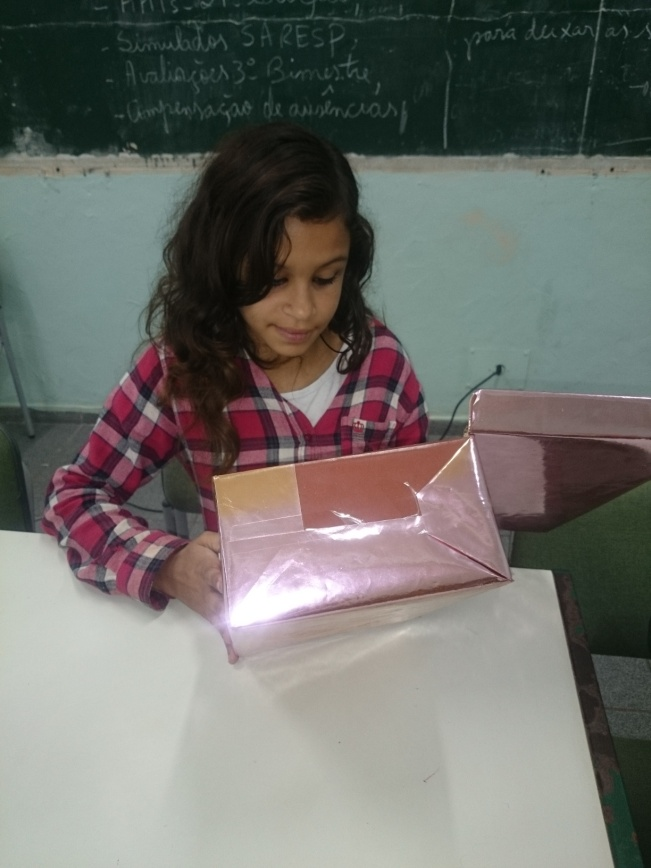 - Simulados SARESP,
- Avaliações 3º Bimestre,
- Compensação de ausências,
para deixar as